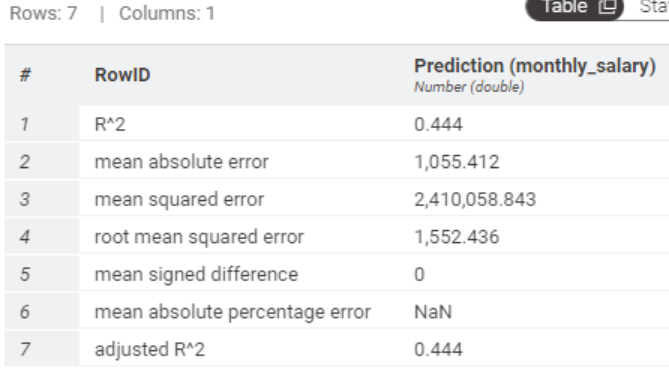 Rows: 7 | Columns: 1
Table
# RowID Prediction (monthly_salary)
Number (double)
1 R^2 0.444
2 mean absolute error 1,055.412
3 mean squared error 2,410,058.843
4 root mean squared error 1,552.436
5 mean signed difference 0
6 mean absolute percentage error NaN
7 adjusted R^2 0.444